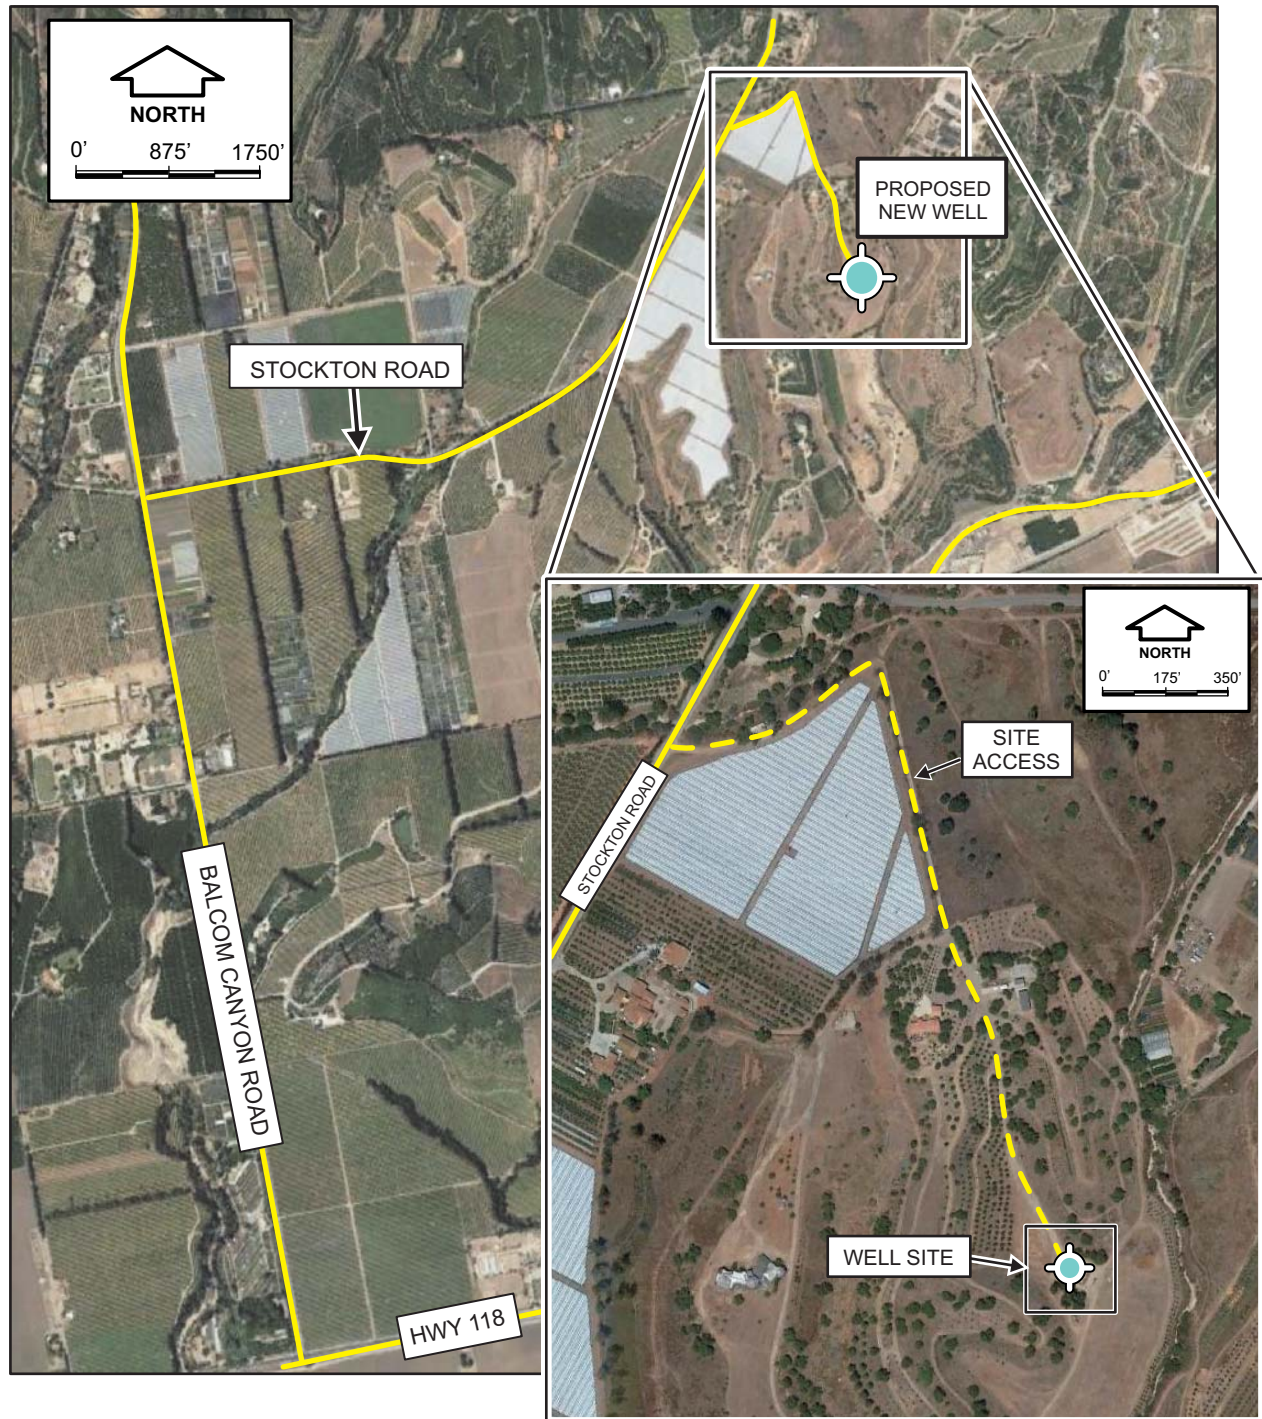 NORTH
0' 875' 1750'
PROPOSED
NEW WELL
STOCKTON ROAD
NORTH
0' 175' 350'
SITE
ACCESS
STOCKTON ROAD
BALCOM CANYON ROAD
WELL SITE
HWY 118